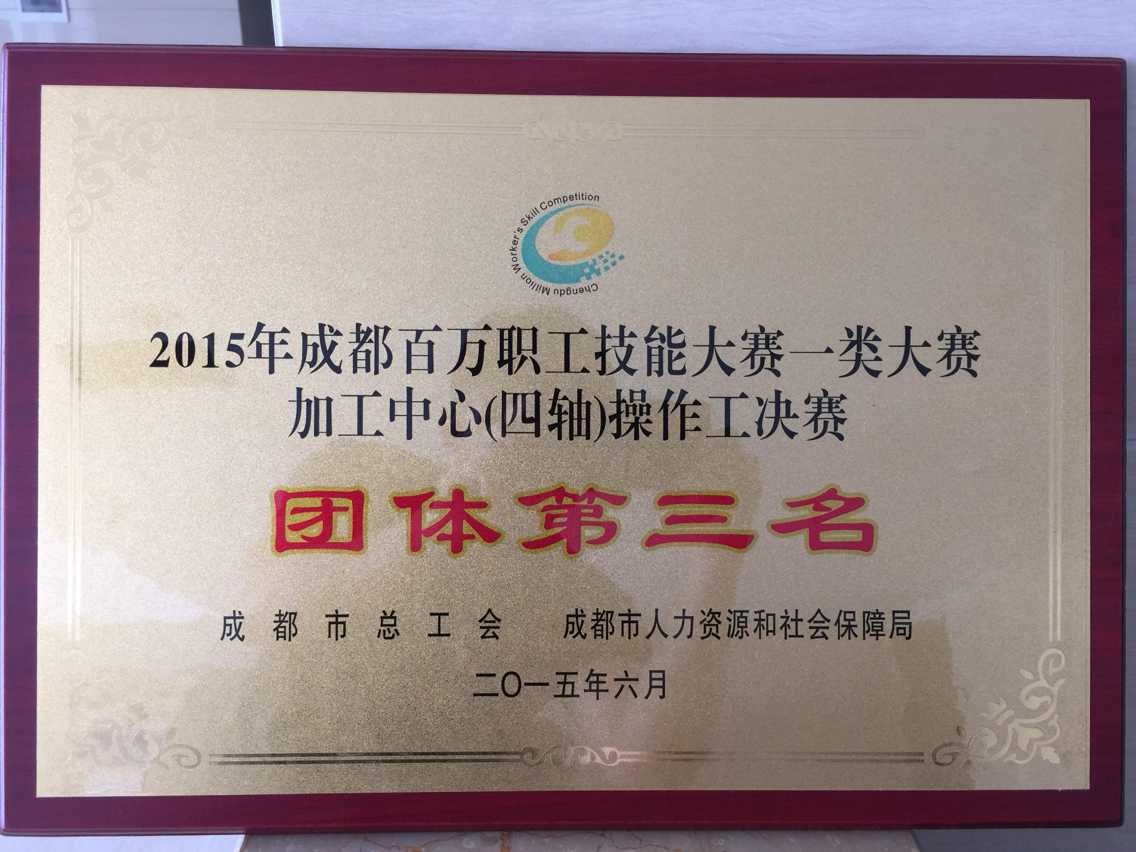 Chengdu Million Worker's Skill Competition
2015年成都百万职工技能大赛一类大赛
加工中心(四轴)操作工决赛
团体第三名
成都市总工会 成都市人力资源和社会保障局
二〇一五年六月